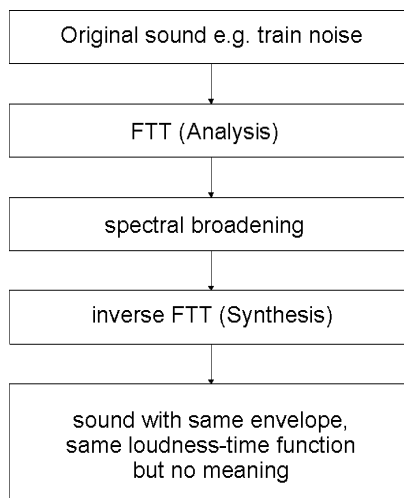 Original sound e.g. train noise
FTT (Analysis)
spectral broadening
inverse FTT (Synthesis)
sound with same envelope,
same loudness-time function
but no meaning